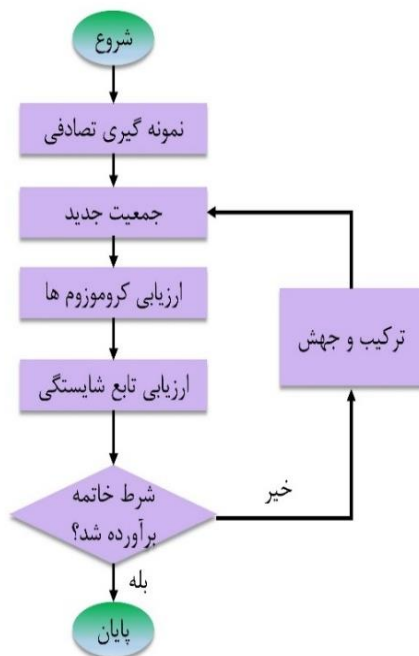 شروع
نمونه گیری تصادفی
جمعیت جدید
ارزیابی کروموزوم ها
ترکیب و جهش
ارزیابی تابع شایستگی
شرط خاتمه
برآورده شد؟
خیر
بله
پایان